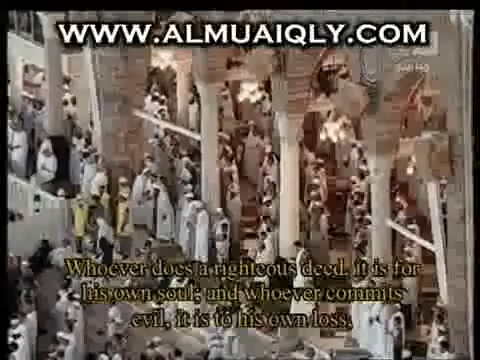 WWW.ALMUAIQLY.COM
Whoever does a righteous deed, it is for
his own soul; and whoever commits
evil, it is to his own loss.